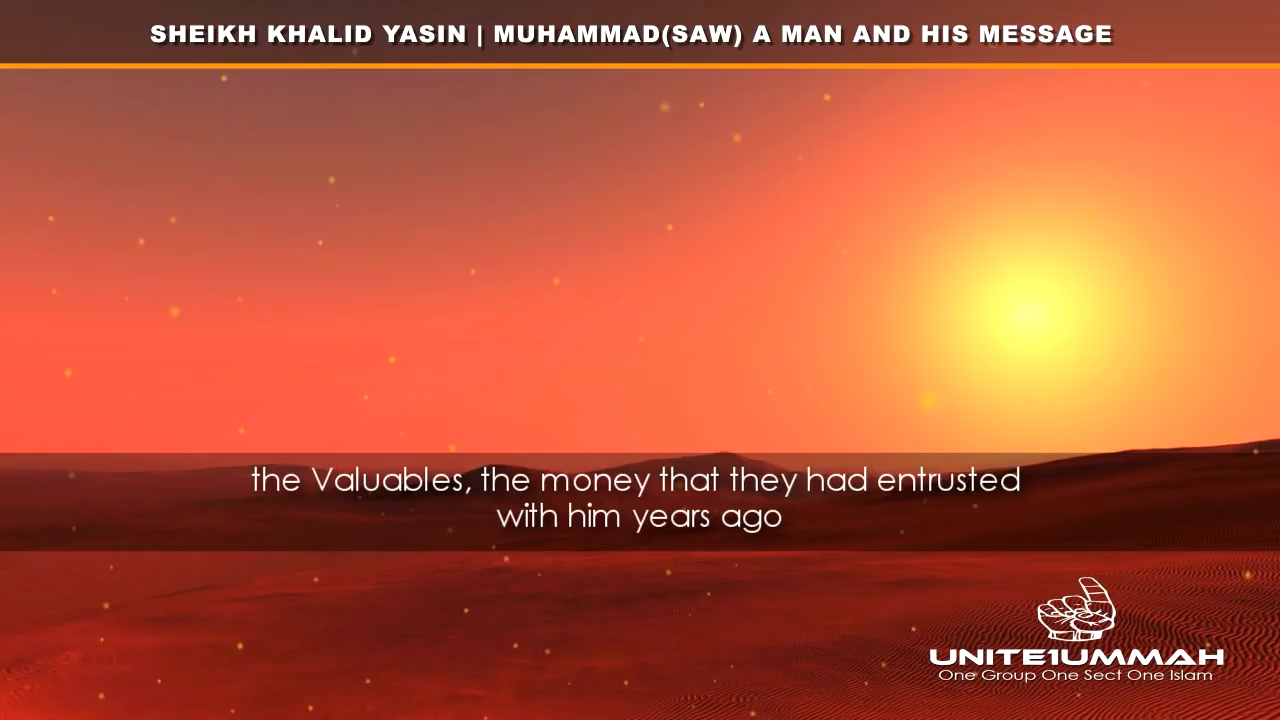 SHEIKH KHALID YASIN | MUHAMMAD(SAW) A MAN AND HIS MESSAGE
the Valuables, the money that they had entrusted
with him years ago
UNITE1UMMAH
One Group One Sect One Islam